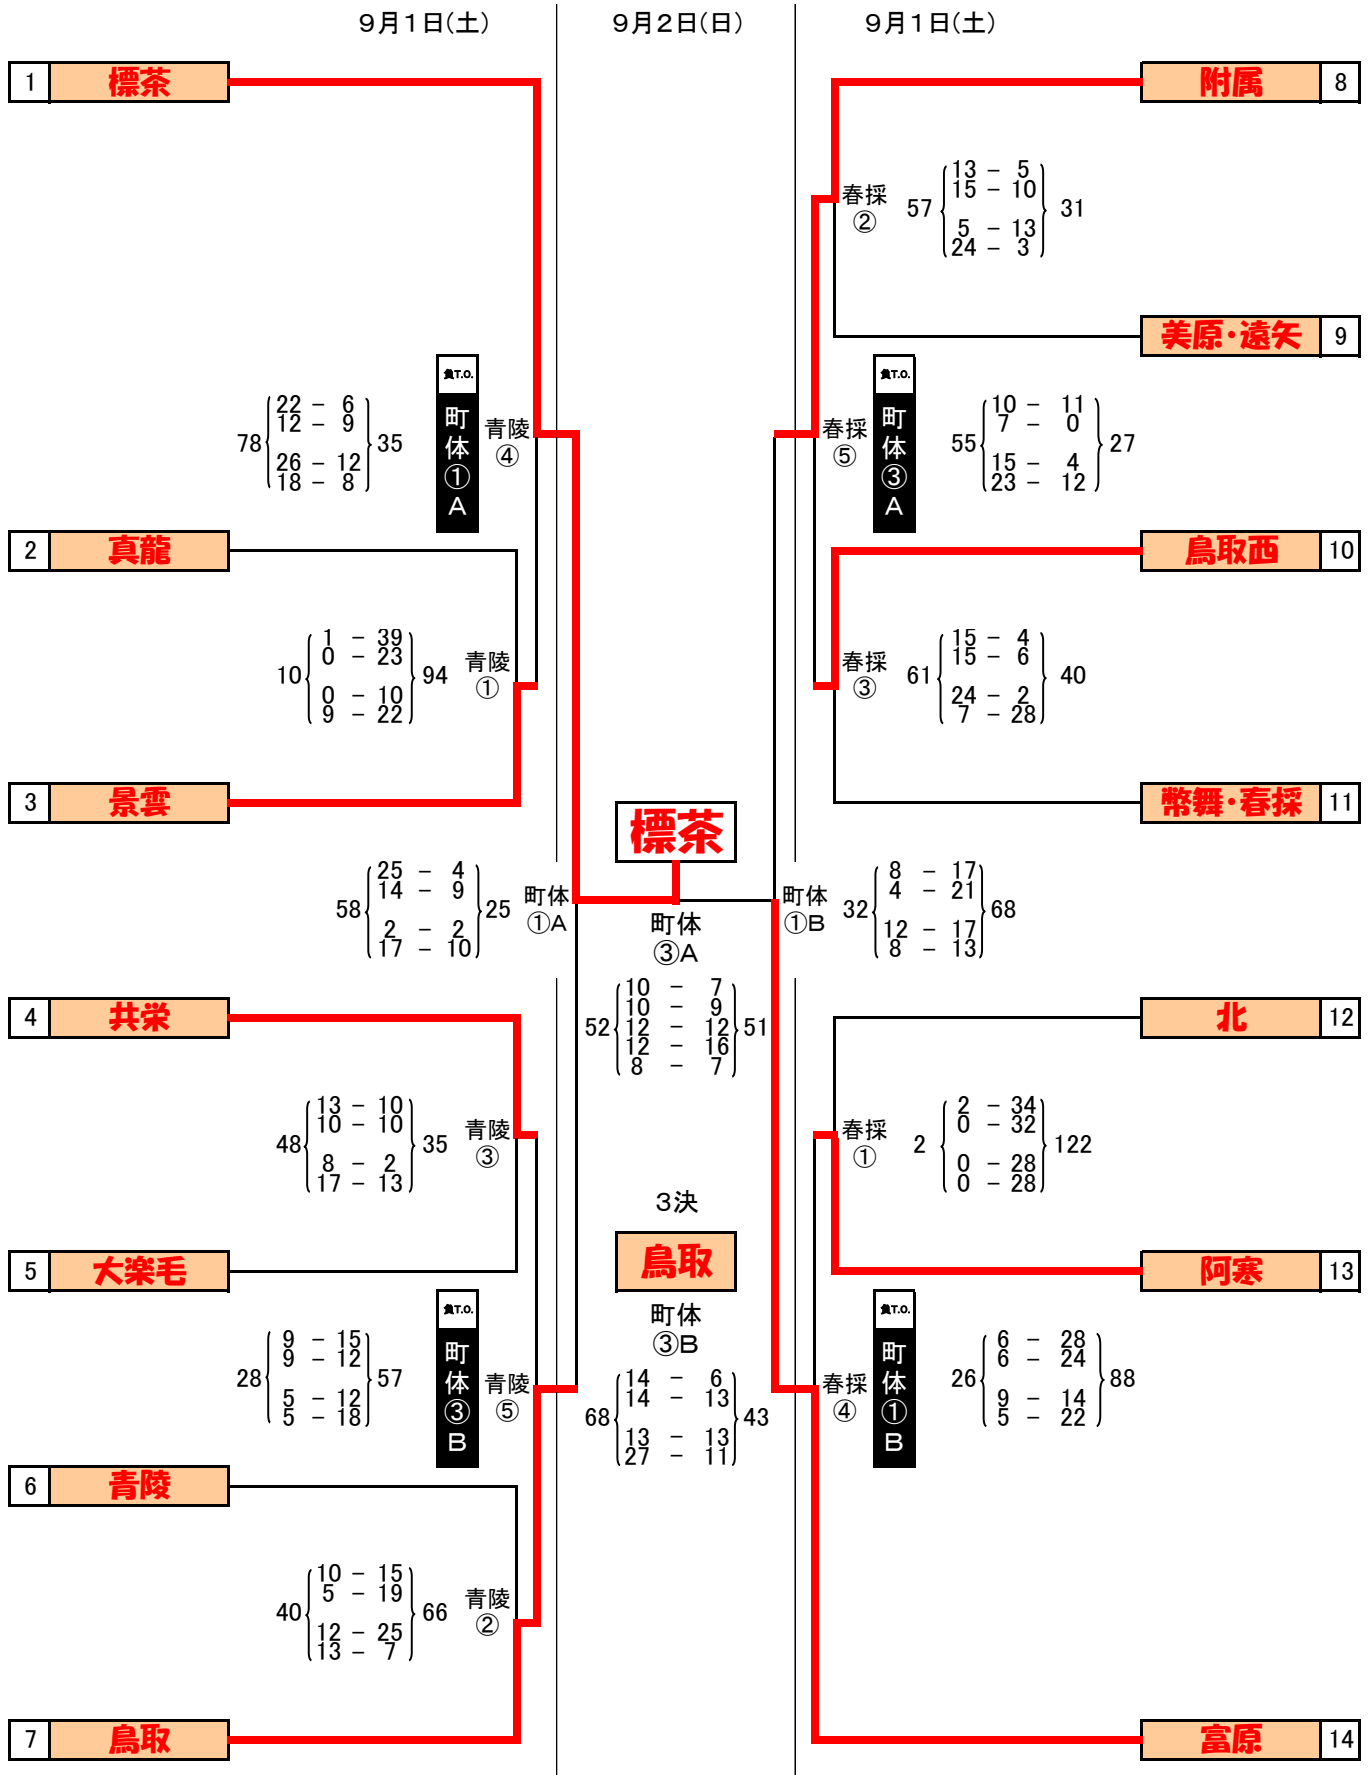 9月1日(土)
9月2日(日)
9月1日(土)
1 標茶
78
22 - 6
12 - 9
26 - 12
18 - 8
35
負T.O.
町体①A
青陵
④
2 真龍
10
1 - 39
0 - 23
0 - 10
9 - 22
94
青陵
①
3 景雲
58
25 - 4
14 - 9
2 - 2
17 - 10
25
町体
①A
4 共栄
48
13 - 10
10 - 10
8 - 2
17 - 13
35
青陵
③
5 大楽毛
28
9 - 15
9 - 12
5 - 12
5 - 18
57
負T.O.
町体③B
青陵
⑤
6 青陵
40
10 - 15
5 - 19
12 - 25
13 - 7
66
青陵
②
7 鳥取
標茶
町体
③A
52
10 - 7
10 - 9
12 - 12
12 - 16
8 - 7
51
3決
鳥取
町体
③B
68
14 - 6
14 - 13
13 - 13
27 - 11
43
附属 8
春採
②
57
13 - 5
15 - 10
5 - 13
24 - 3
31
美原・遠矢 9
春採
⑤
負T.O.
町体③A
55
10 - 11
7 - 0
15 - 4
23 - 12
27
鳥取西 10
春採
③
61
15 - 4
15 - 6
24 - 2
7 - 28
40
幣舞・春採 11
町体
①B
32
8 - 17
4 - 21
12 - 17
8 - 13
68
北 12
春採
①
2
2 - 34
0 - 32
0 - 28
0 - 28
122
阿寒 13
春採
④
負T.O.
町体①B
26
6 - 28
6 - 24
9 - 14
5 - 22
88
富原 14